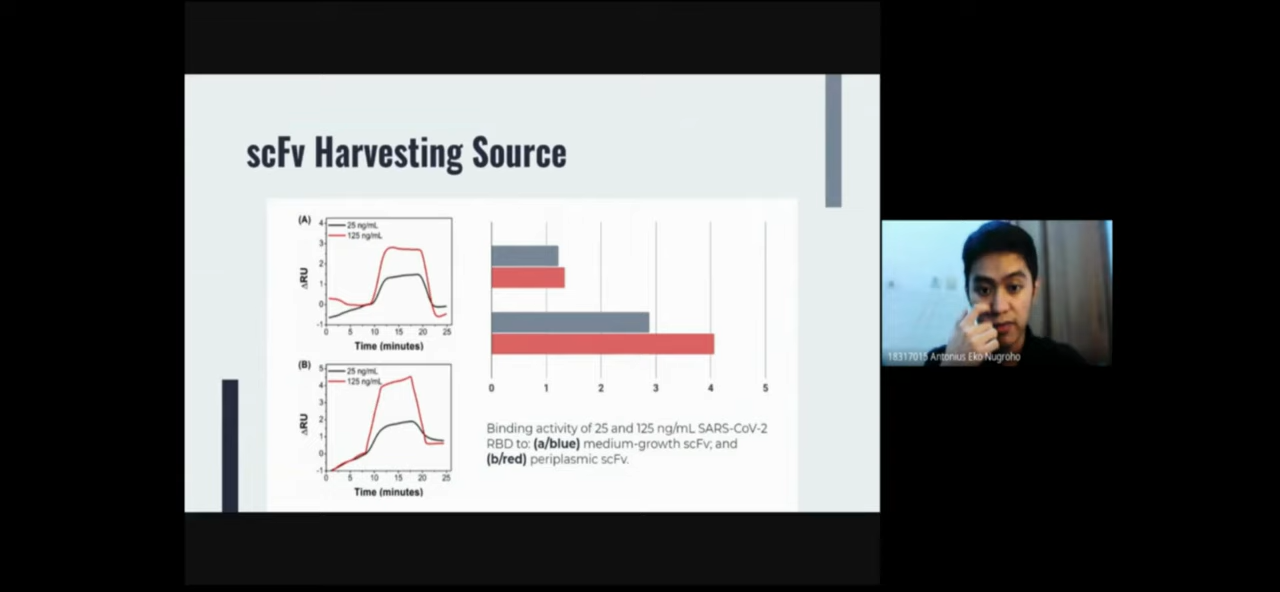 scFv Harvesting Source
(A)
25 ng/mL
125 ng/mL
4
3
2
1
0
-1
ΔRU
0 5 10 15 20 25
Time (minutes)
(B)
25 ng/mL
125 ng/mL
5
4
3
2
1
0
-1
ΔRU
0 5 10 15 20 25
Time (minutes)
0 1 2 3 4 5
Binding activity of 25 and 125 ng/mL SARS-CoV-2
RBD to: (a/blue) medium-growth scFv; and
(b/red) periplasmic scFv.
18317015 Antonius Eko Nugroho